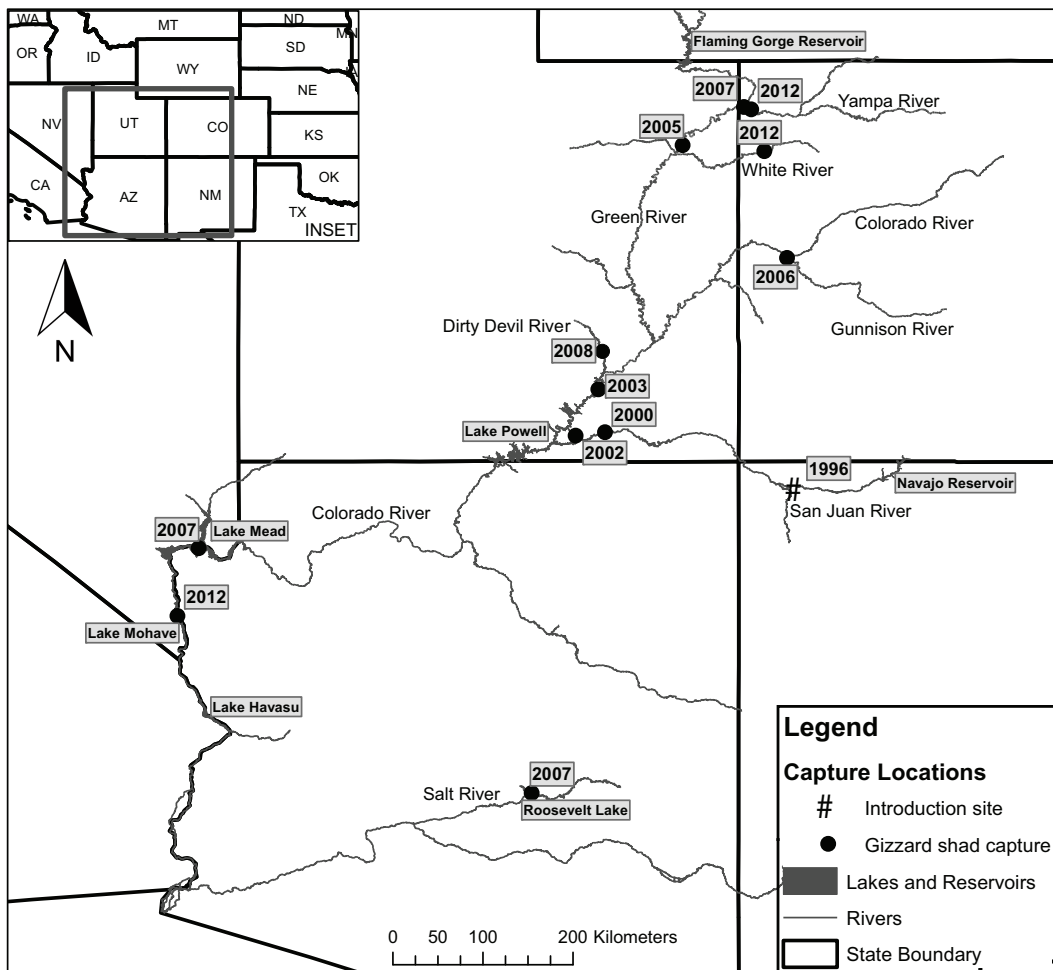 WA
MT
ND
MN
OR
ID
SD
IA
WY
NE
NV
UT
CO
KS
CA
AZ
NM
OK
TX
INSET
N
Flaming Gorge Reservoir
2007
2012
Yampa River
2005
2012
White River
Green River
Colorado River
2006
Gunnison River
Dirty Devil River
2008
2003
2000
Lake Powell
2002
1996
Navajo Reservoir
#
San Juan River
Colorado River
2007
Lake Mead
2012
Lake Mohave
Lake Havasu
2007
Salt River
Roosevelt Lake
Legend
Capture Locations
# Introduction site
Gizzard shad capture
Lakes and Reservoirs
Rivers
State Boundary
0 50 100 200 Kilometers